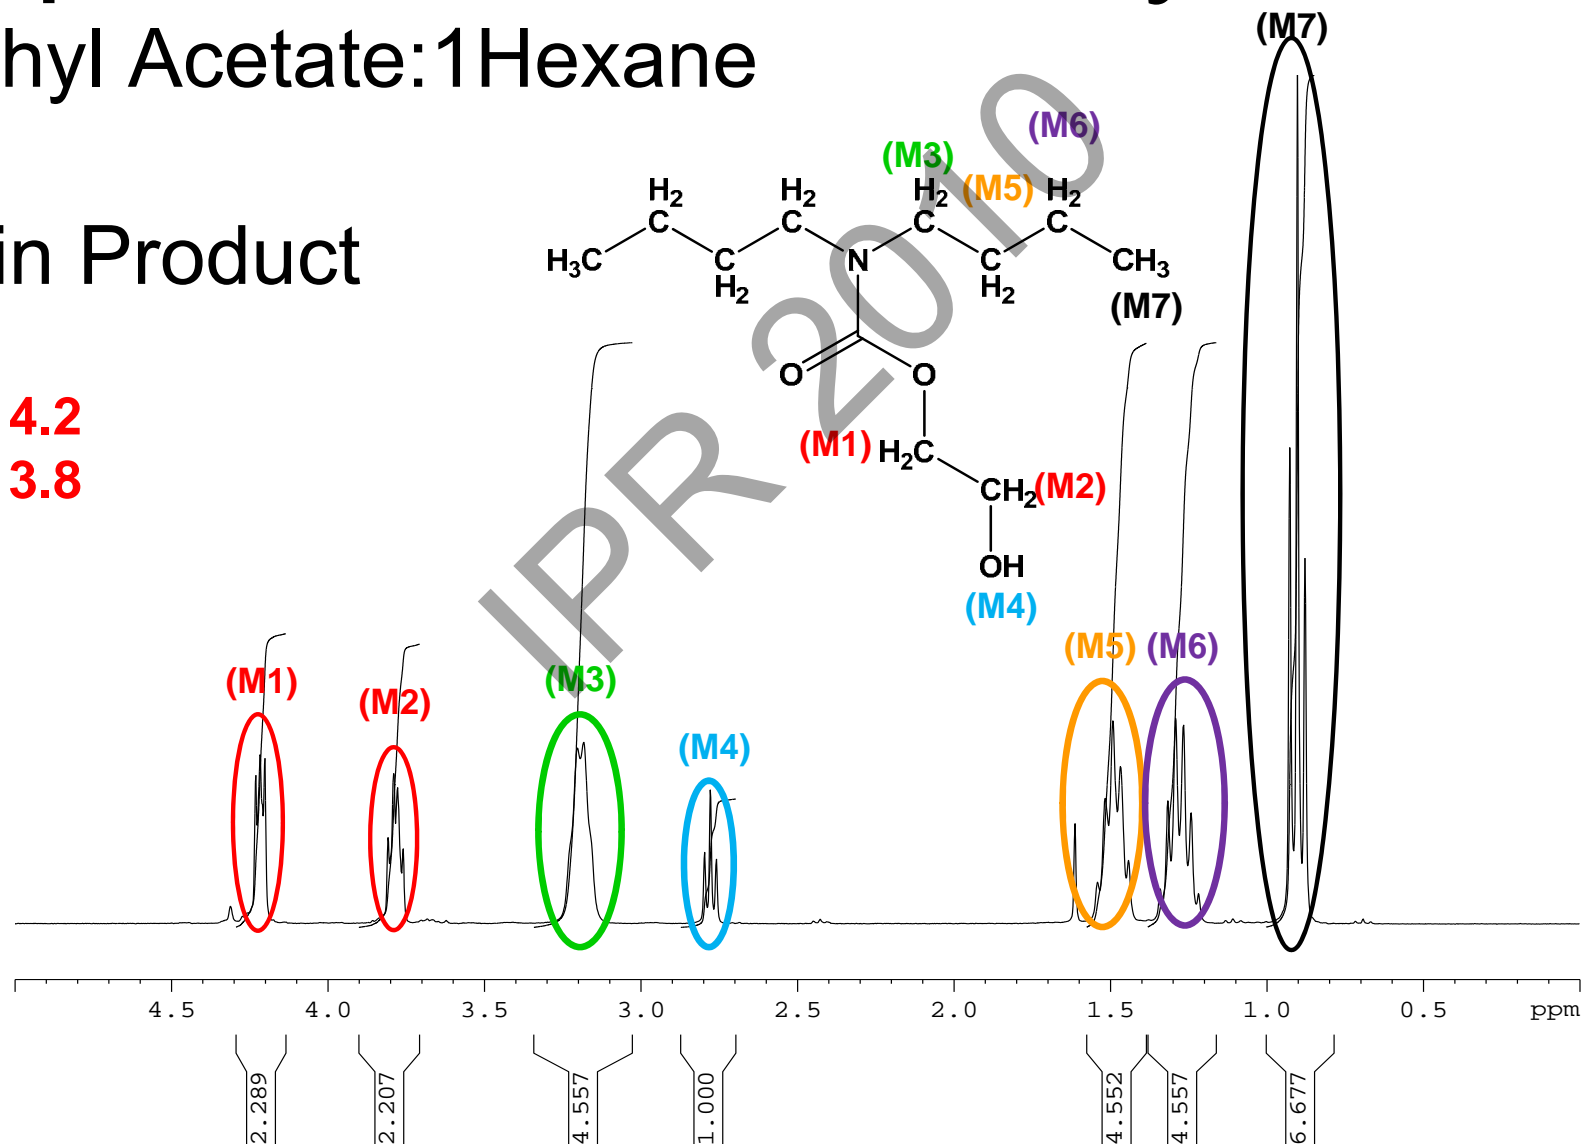 hyl Acetate:1Hexane
in Product
4.2
3.8
IPR 2010
(M7)
(M6)
(M3)
(M5)
H2 H2 H2 H2
C C C C
H3C C N C CH3
H2 H2
(M7)
O O
(M1) H2C
CH2 (M2)
OH
(M4)
(M1) (M2) (M3) (M4) (M5) (M6)
4.5 4.0 3.5 3.0 2.5 2.0 1.5 1.0 0.5 ppm
2.289 2.207 4.557 1.000 4.552 4.557 6.677